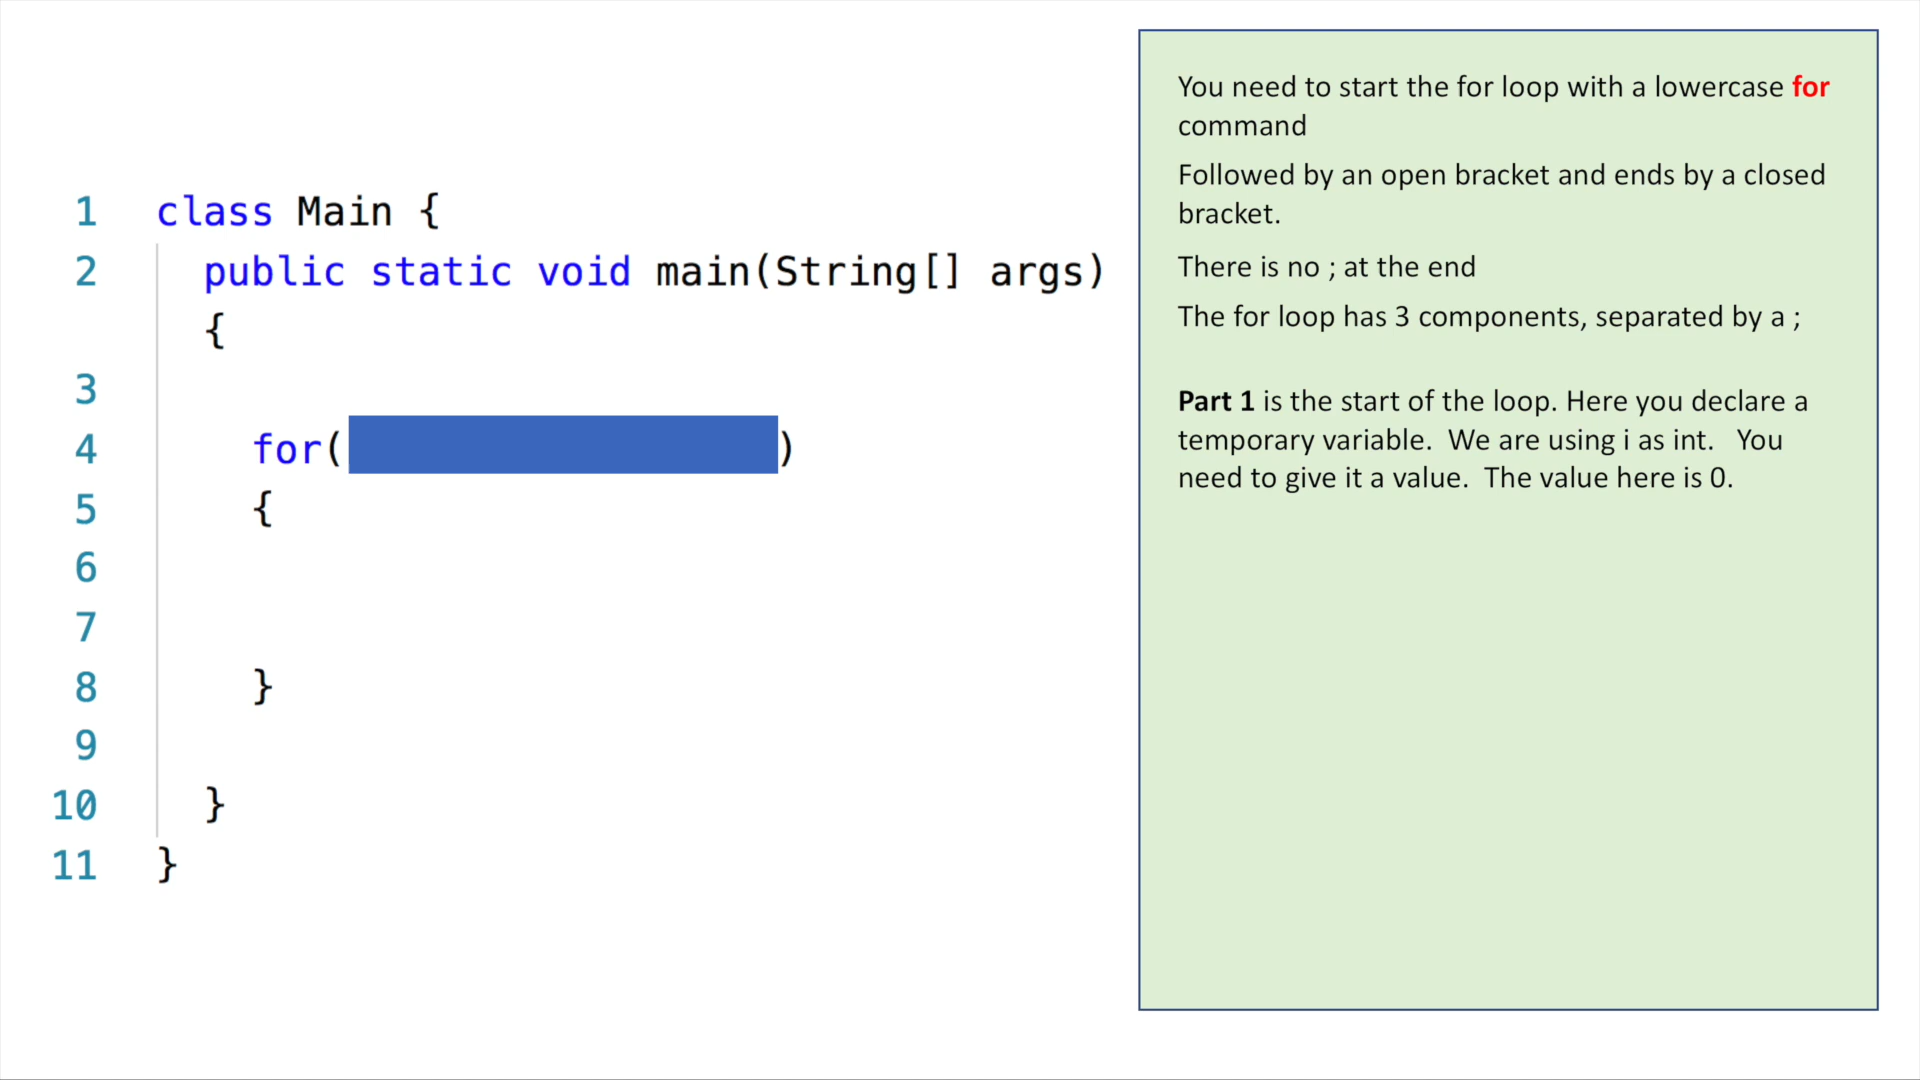 1 class Main {
2 public static void main(String[] args)
{
3
4 for( )
5 {
6
7
8 }
9
10 }
11 }
You need to start the for loop with a lowercase for
command
Followed by an open bracket and ends by a closed
bracket.
There is no ; at the end
The for loop has 3 components, separated by a ;
Part 1 is the start of the loop. Here you declare a
temporary variable. We are using i as int. You
need to give it a value. The value here is 0.